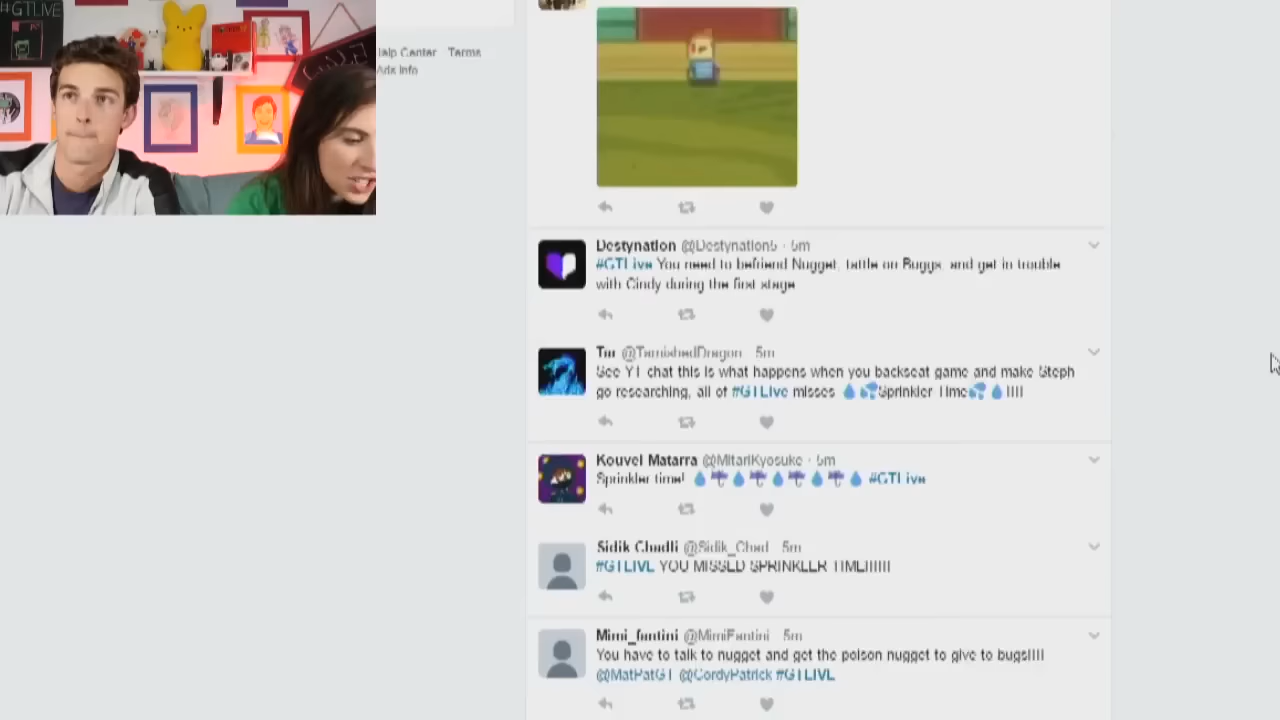 #GTLIVE
Help Center Terms
Ads info
Destynation @Destynation5 · 5m
#GTLive You need to befriend Nugget, tattle on Buggs, and get in trouble
with Cindy during the first stage
@TarnishedDragon 5m
See YT chat this is what happens when you backseat game and make Steph
go researching, all of #GTLive misses 💧💦Sprinkler Time💦💧!!!!
Kouvel Matarra @MitariKyosuke · 5m
Sprinkler time! 💧☔💧☔💧☔💧☔💧 #GTLive
Sidik Chadli @Sidik_Chad 5m
#GTLIVE YOU MISSED SPRINKLER TIME!!!!!!
Mimi_fantini @MimiFantini 5m
You have to talk to nugget and get the poison nugget to give to bugs!!!!
@MatPatGT @CordyPatrick #GTLIVE